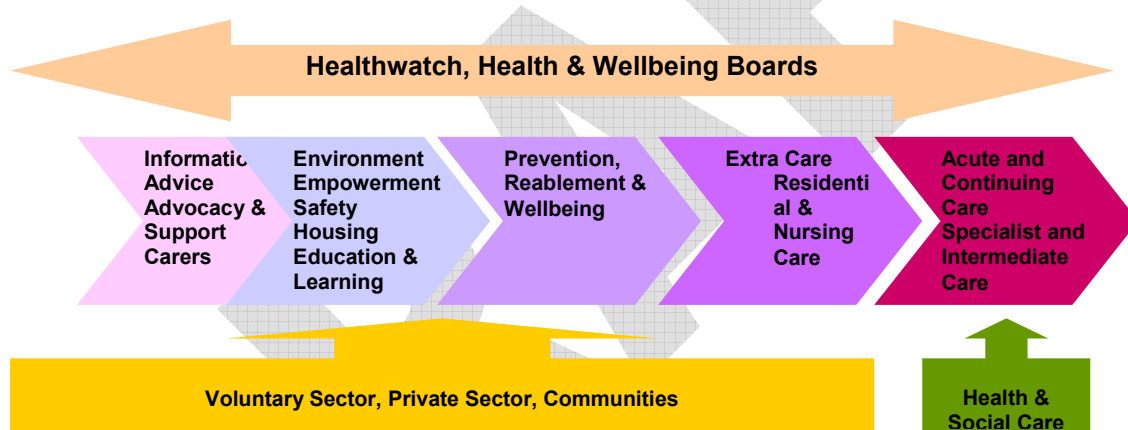 Healthwatch, Health & Wellbeing Boards
Informatio
Advice
Advocacy &
Support
Carers
Environment
Empowerment
Safety
Housing
Education &
Learning
Prevention,
Reablement &
Wellbeing
Extra Care
Residenti
al &
Nursing
Care
Acute and
Continuing
Care
Specialist and
Intermediate
Care
Voluntary Sector, Private Sector, Communities
Health &
Social Care